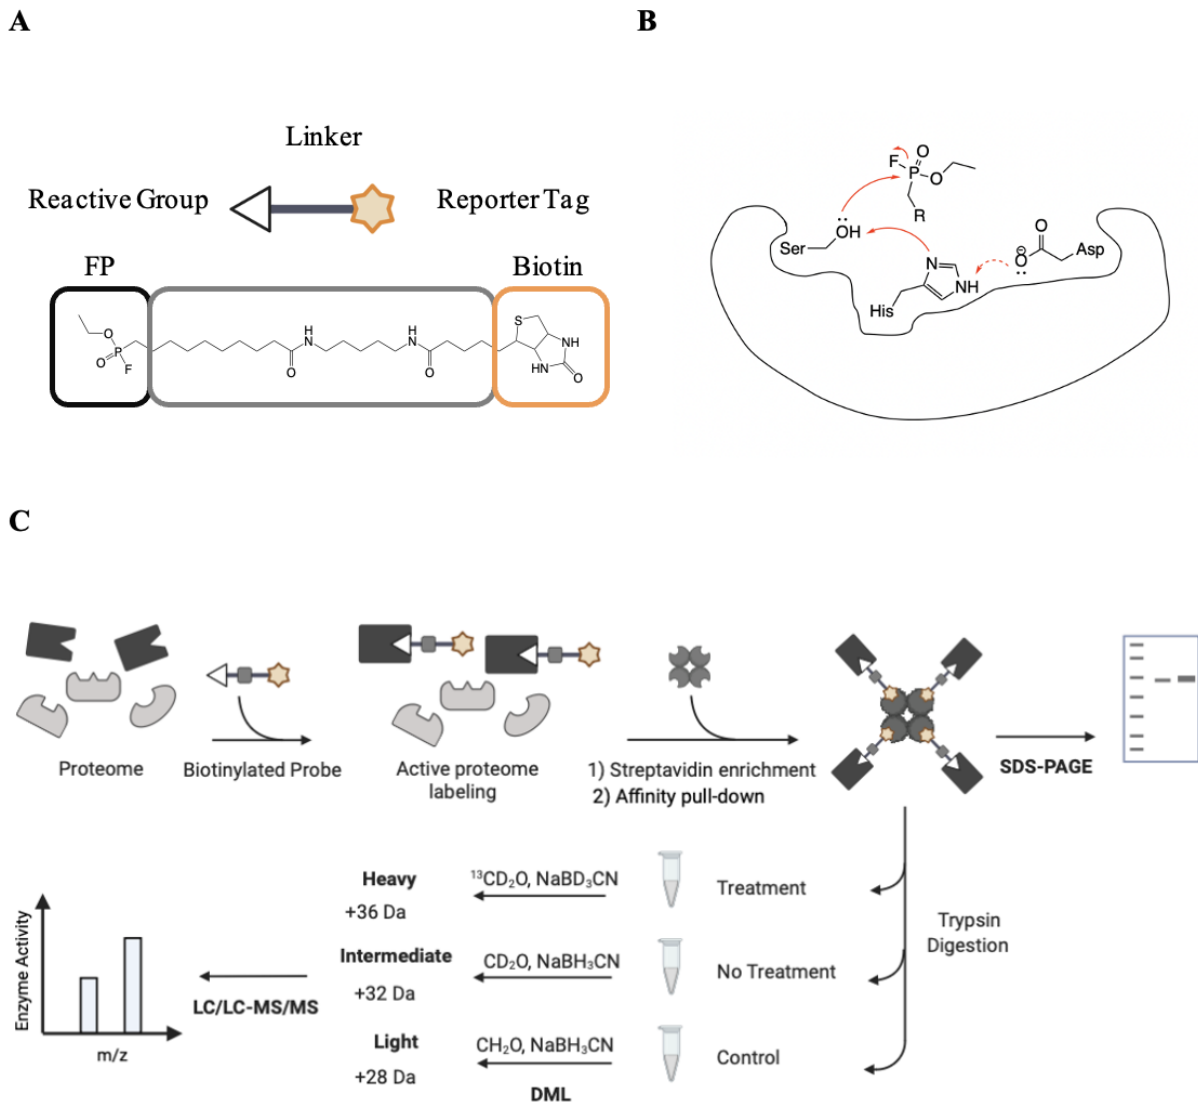 A
B
Linker
Reactive Group
Reporter Tag
FP
Biotin
O
O
P
F
H
N
O
H
N
O
S
NH
HN
O
F
O
P
O
R
Ser
OH
N
NH
His
O
O
Asp
C
Proteome
Biotinylated Probe
Active proteome
labeling
1) Streptavidin enrichment
2) Affinity pull-down
SDS-PAGE
Heavy
+36 Da
¹³CD₂O, NaBD₃CN
Treatment
Trypsin
Digestion
Intermediate
+32 Da
CD₂O, NaBH₃CN
No Treatment
Light
+28 Da
CH₂O, NaBH₃CN
Control
DML
LC/LC-MS/MS
Enzyme Activity
m/z